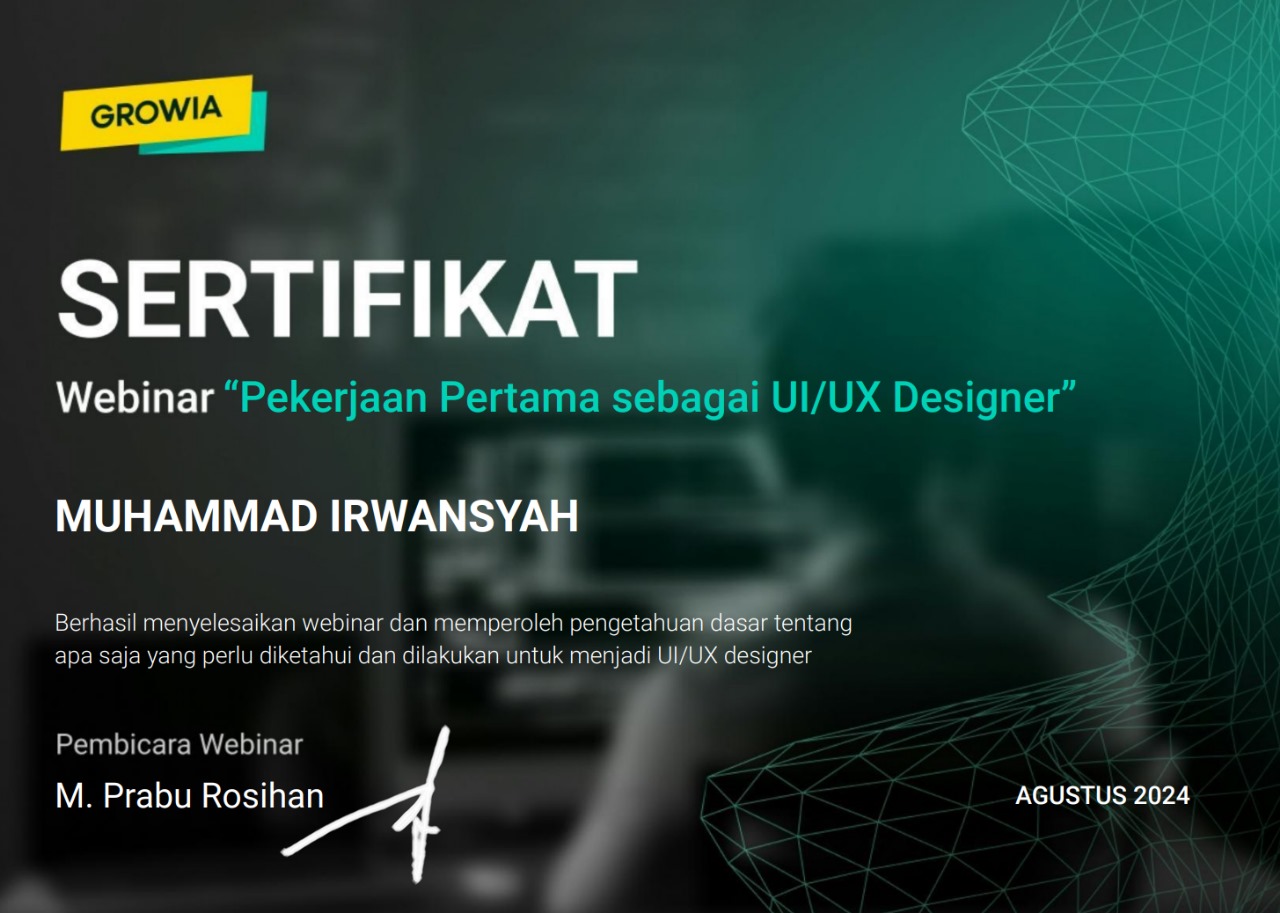 GROWIA
SERTIFIKAT
Webinar “Pekerjaan Pertama sebagai UI/UX Designer”
MUHAMMAD IRWANSYAH
Berhasil menyelesaikan webinar dan memperoleh pengetahuan dasar tentang
apa saja yang perlu diketahui dan dilakukan untuk menjadi UI/UX designer
Pembicara Webinar
M. Prabu Rosihan
AGUSTUS 2024